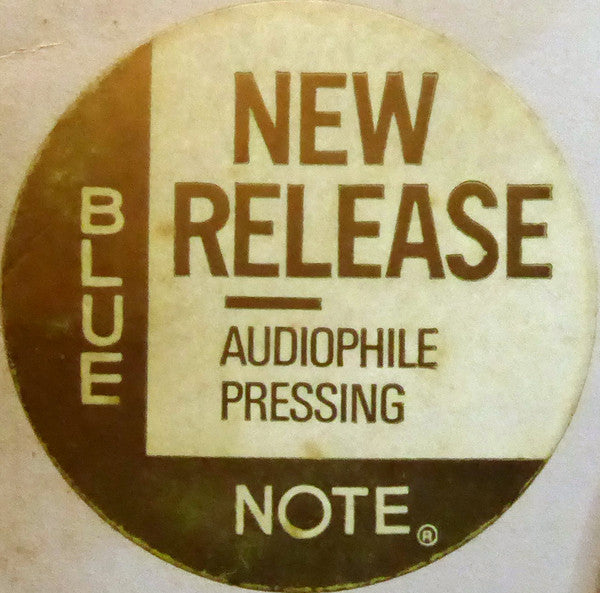 BLUE
NEW
RELEASE
AUDIOPHILE
PRESSING
NOTE®